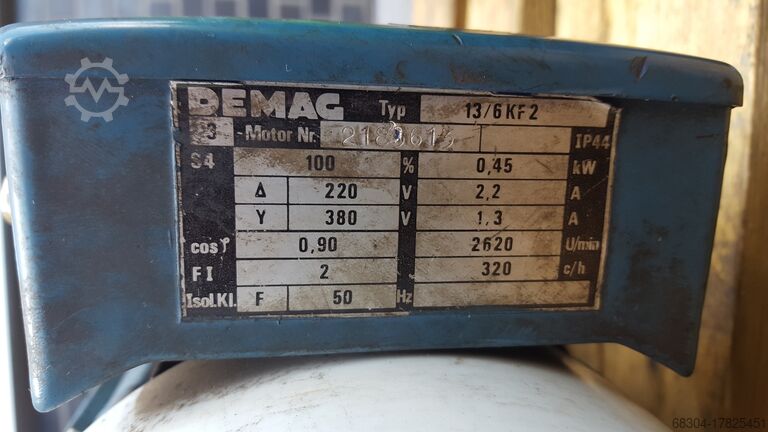 DEMAG Typ 13/6 KF2
-Motor Nr. IP44
S4 100 % 0,45 kW
Δ 220 V 2,2 A
Y 380 V 1,3 A
cosφ 0,90 2620 U/min
FI 2 320 c/h
Isol.Kl. F 50 Hz
68304-17825451